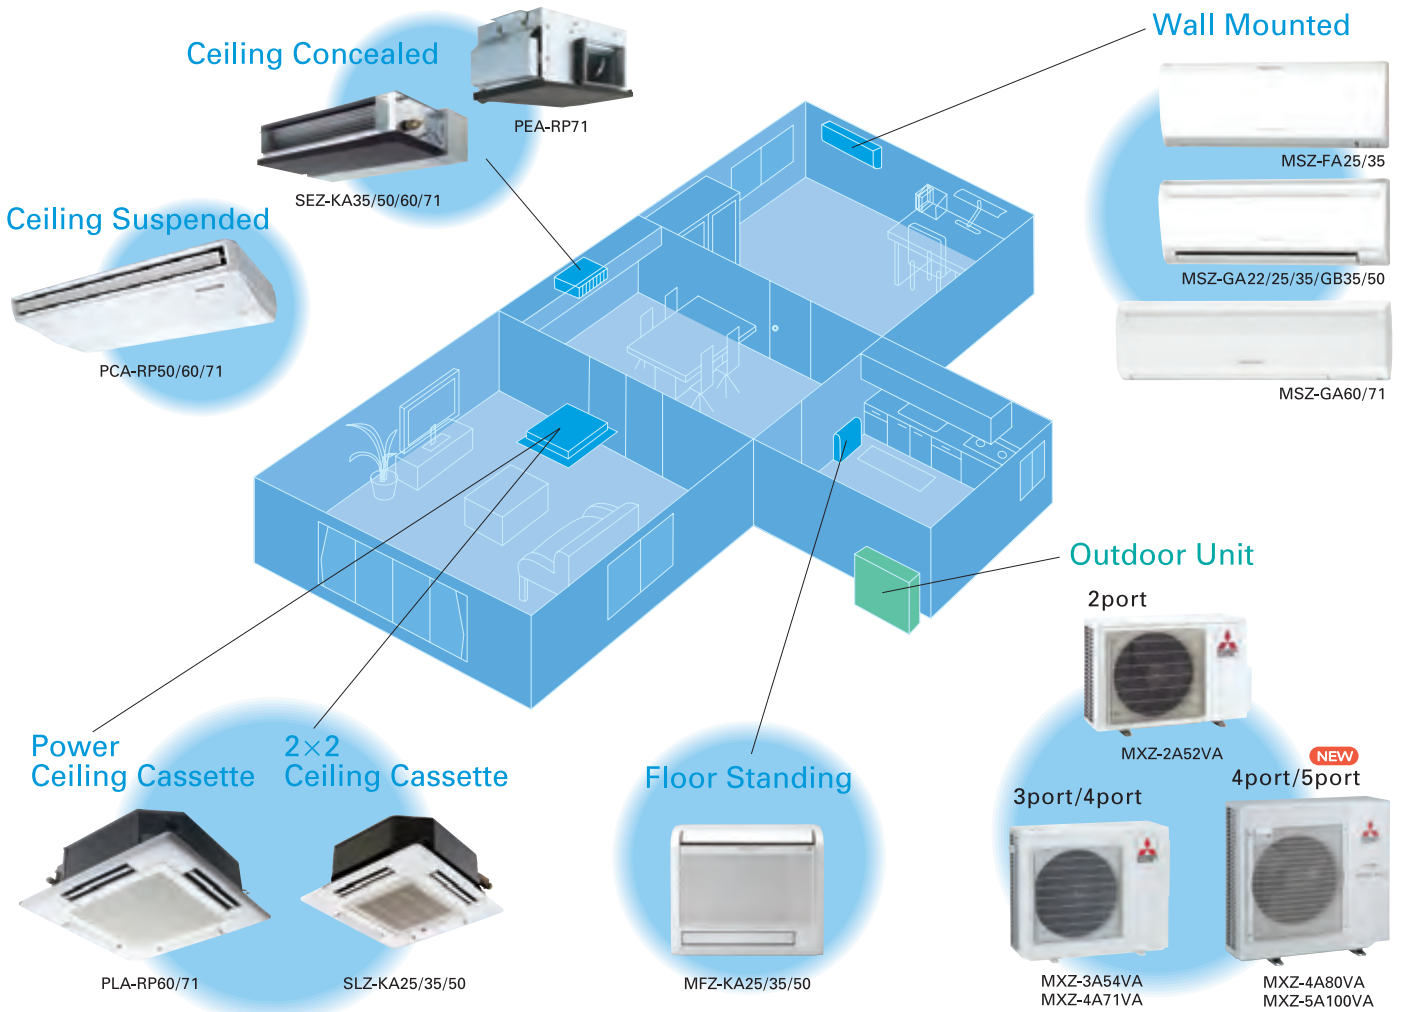 Ceiling Concealed
PEA-RP71
SEZ-KA35/50/60/71
Ceiling Suspended
PCA-RP50/60/71
Wall Mounted
MSZ-FA25/35
MSZ-GA22/25/35/GB35/50
MSZ-GA60/71
Outdoor Unit
2port
MXZ-2A52VA
3port/4port
MXZ-3A54VA
MXZ-4A71VA
NEW
4port/5port
MXZ-4A80VA
MXZ-5A100VA
Power
Ceiling Cassette
PLA-RP60/71
2×2
Ceiling Cassette
SLZ-KA25/35/50
Floor Standing
MFZ-KA25/35/50